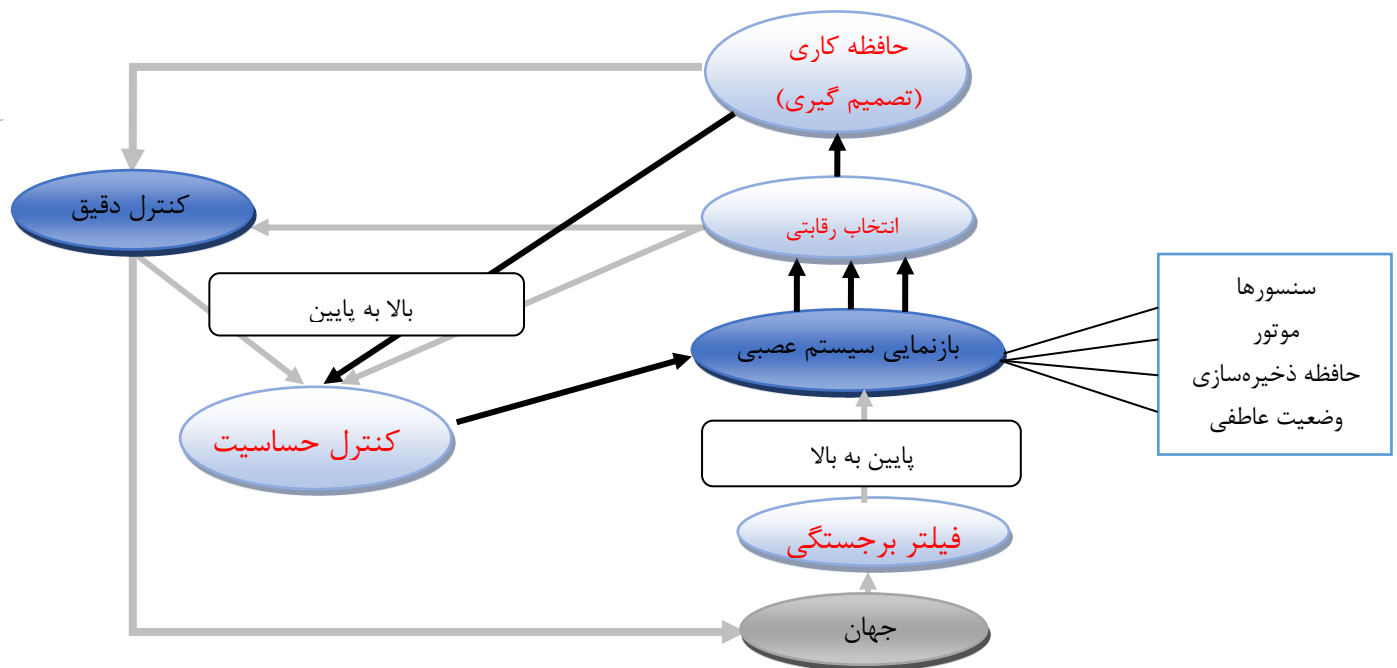 حافظه کاری
(تصمیم گیری)
کنترل دقیق
انتخاب رقابتی
بالا به پایین
بازنمایی سیستم عصبی
سنسورها
موتور
حافظه ذخیره‌سازی
وضعیت عاطفی
کنترل حساسیت
پایین به بالا
فیلتر برجستگی
جهان